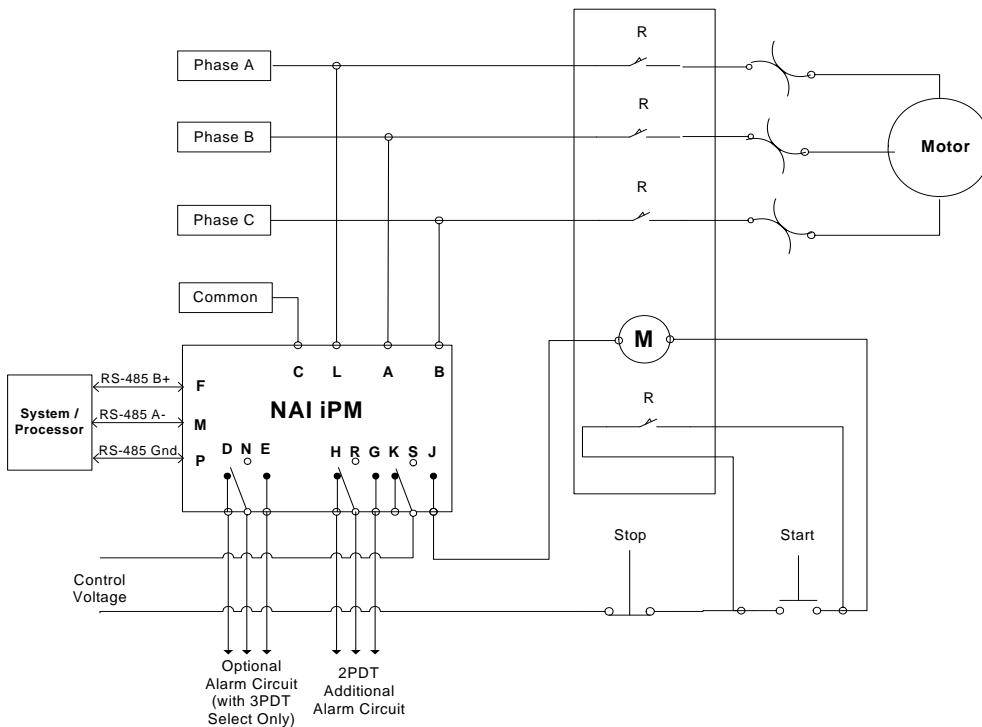 R
Phase A
R
Phase B
Motor
R
Phase C
Common
M
C L A B
RS-485 B+
F
NAI iPM
R
System /
Processor
RS-485 A-
M
RS-485 Gnd
P
D N E H R G K S J
Stop
Start
Control
Voltage
Optional
Alarm Circuit
(with 3PDT
Select Only)
2PDT
Additional
Alarm Circuit